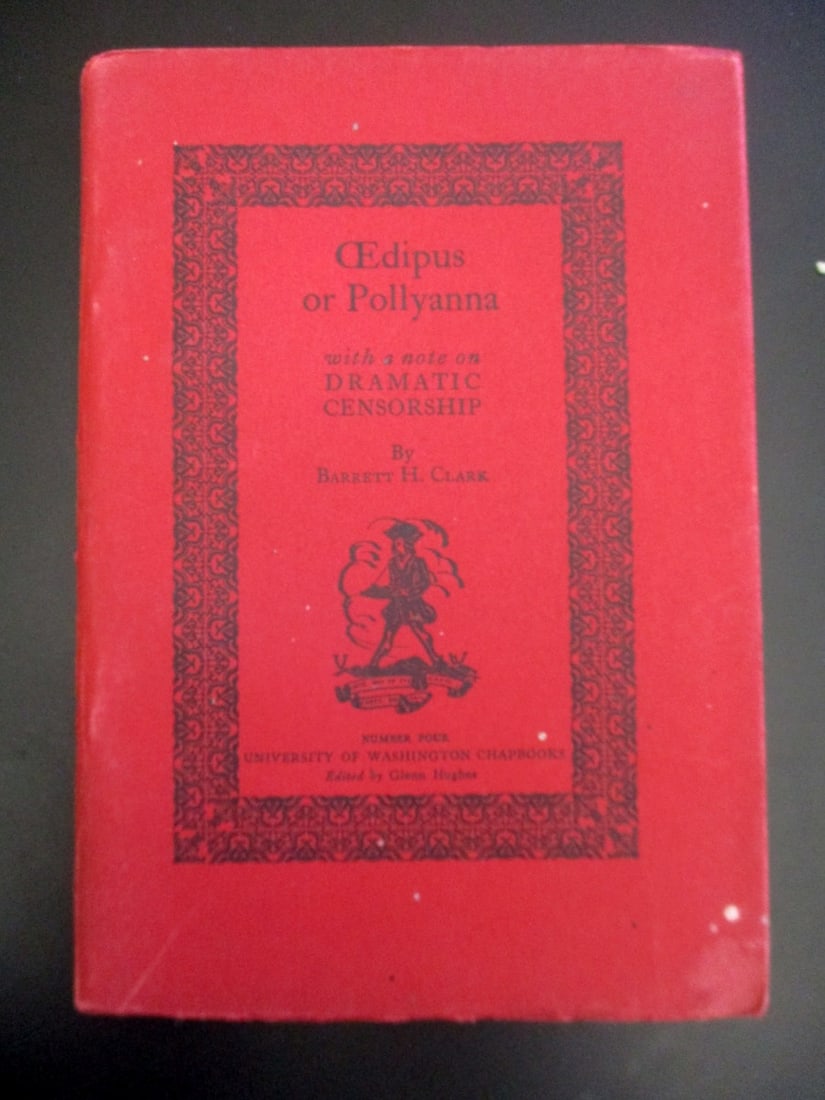 Œdipus
or Pollyanna
with a note on
DRAMATIC
CENSORSHIP
By
BARRETT H. CLARK
NUMBER FOUR
UNIVERSITY OF WASHINGTON CHAPBOOKS
Edited by Glenn Hughes